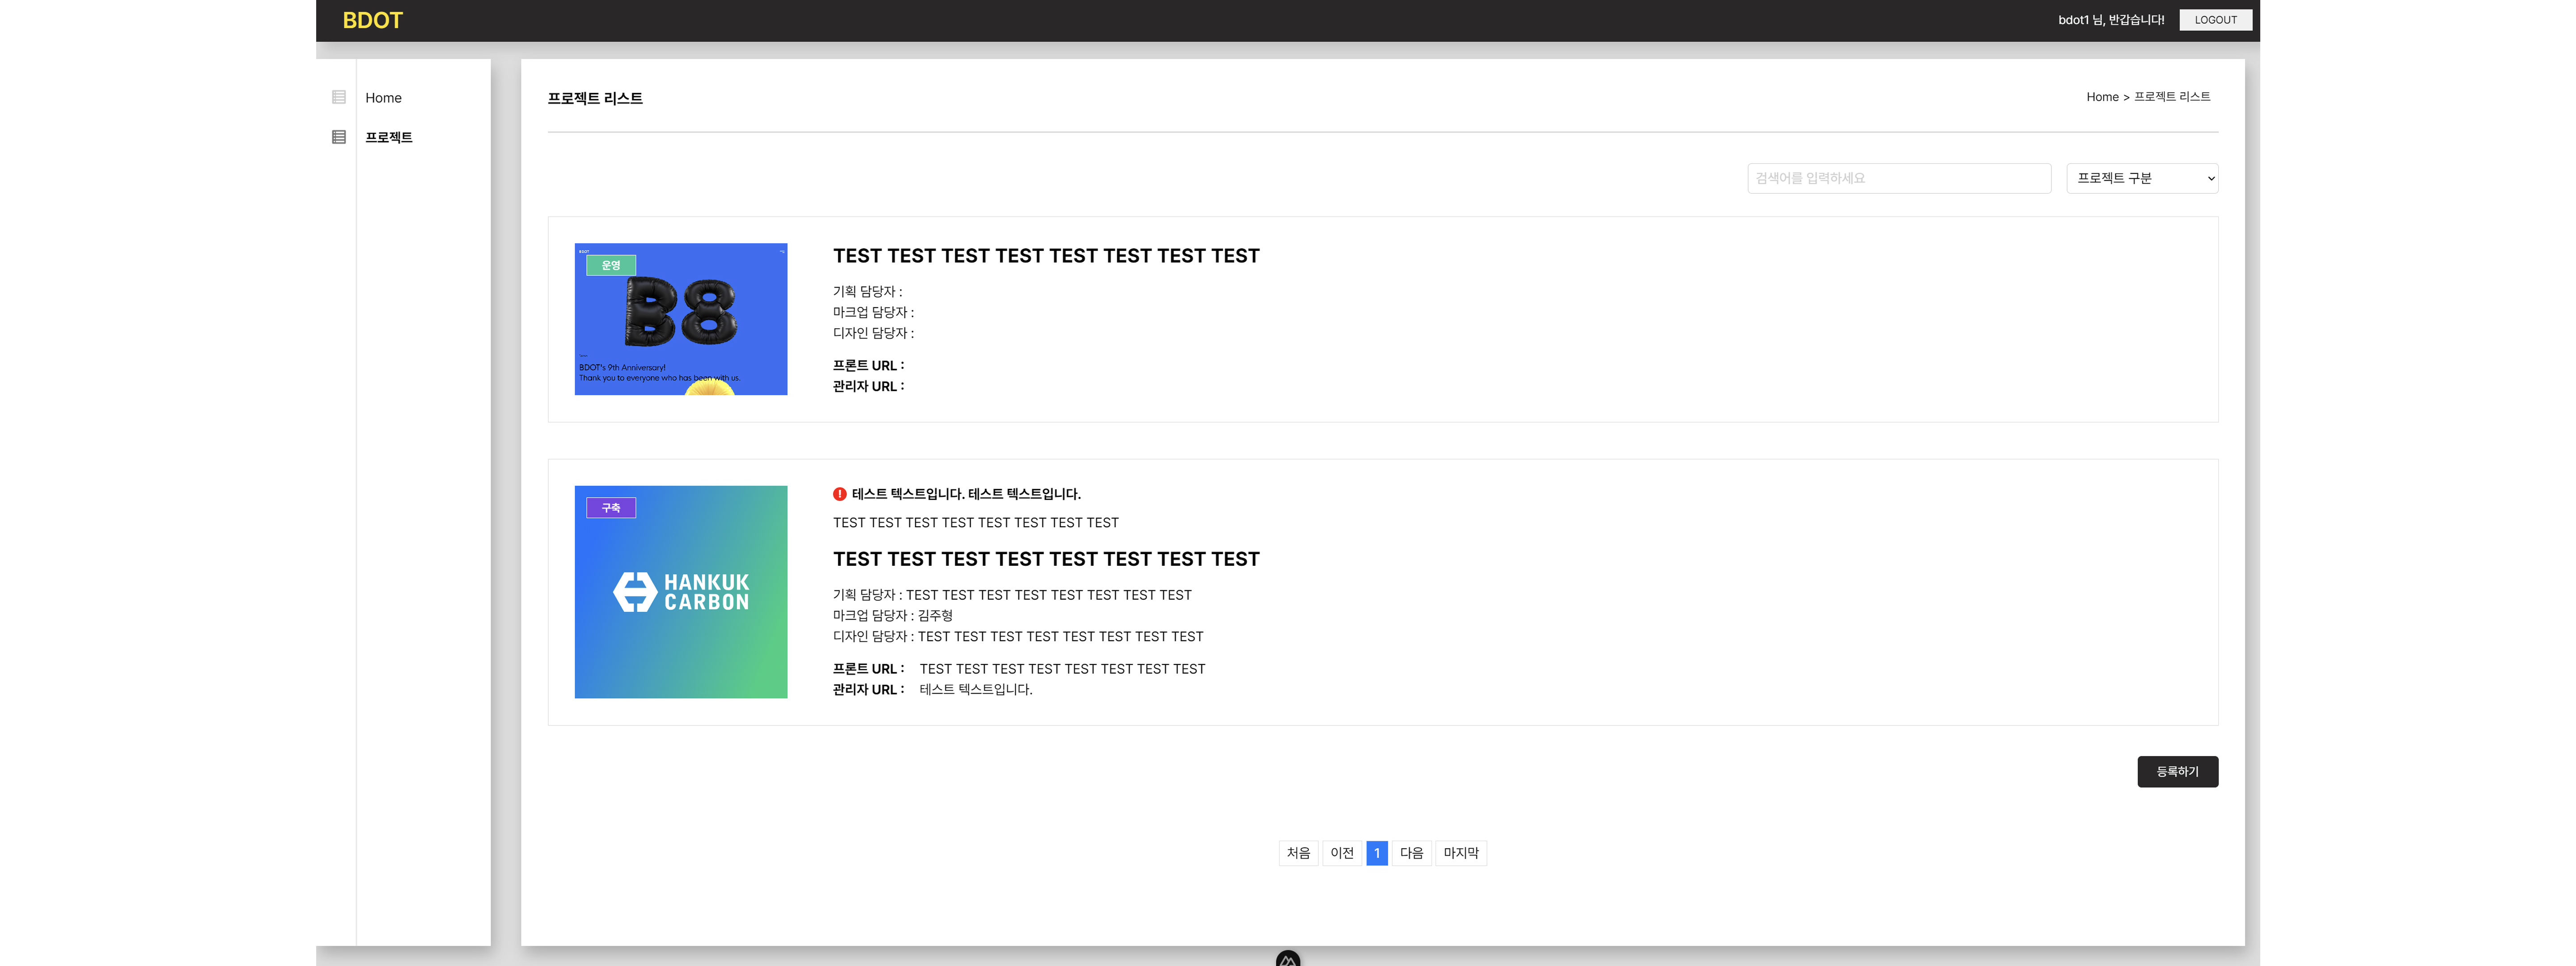 BDOT
bdot1 님, 반갑습니다!
LOGOUT
Home
프로젝트
프로젝트 리스트
Home > 프로젝트 리스트
검색어를 입력하세요
프로젝트 구분
BDOT
운영
B8
BDOT's 9th Anniversary!
Thank you to everyone who has been with us.
TEST TEST TEST TEST TEST TEST TEST TEST
기획 담당자 :
마크업 담당자 :
디자인 담당자 :
프론트 URL :
관리자 URL :
구축
HANKUK
CARBON
테스트 텍스트입니다. 테스트 텍스트입니다.
TEST TEST TEST TEST TEST TEST TEST TEST
TEST TEST TEST TEST TEST TEST TEST TEST
기획 담당자 : TEST TEST TEST TEST TEST TEST TEST TEST
마크업 담당자 : 김주형
디자인 담당자 : TEST TEST TEST TEST TEST TEST TEST TEST
프론트 URL : TEST TEST TEST TEST TEST TEST TEST TEST
관리자 URL : 테스트 텍스트입니다.
등록하기
처음 이전 1 다음 마지막